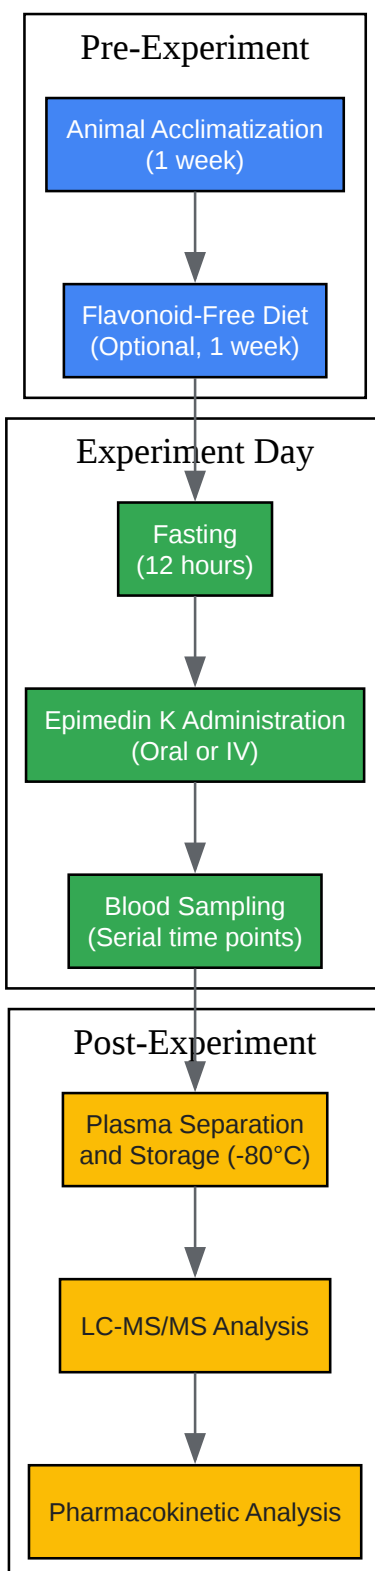 Pre-Experiment
Animal Acclimatization
(1 week)
Flavonoid-Free Diet
(Optional, 1 week)
Experiment Day
Fasting
(12 hours)
Epimedin K Administration
(Oral or IV)
Blood Sampling
(Serial time points)
Post-Experiment
Plasma Separation
and Storage (-80°C)
LC-MS/MS Analysis
Pharmacokinetic Analysis